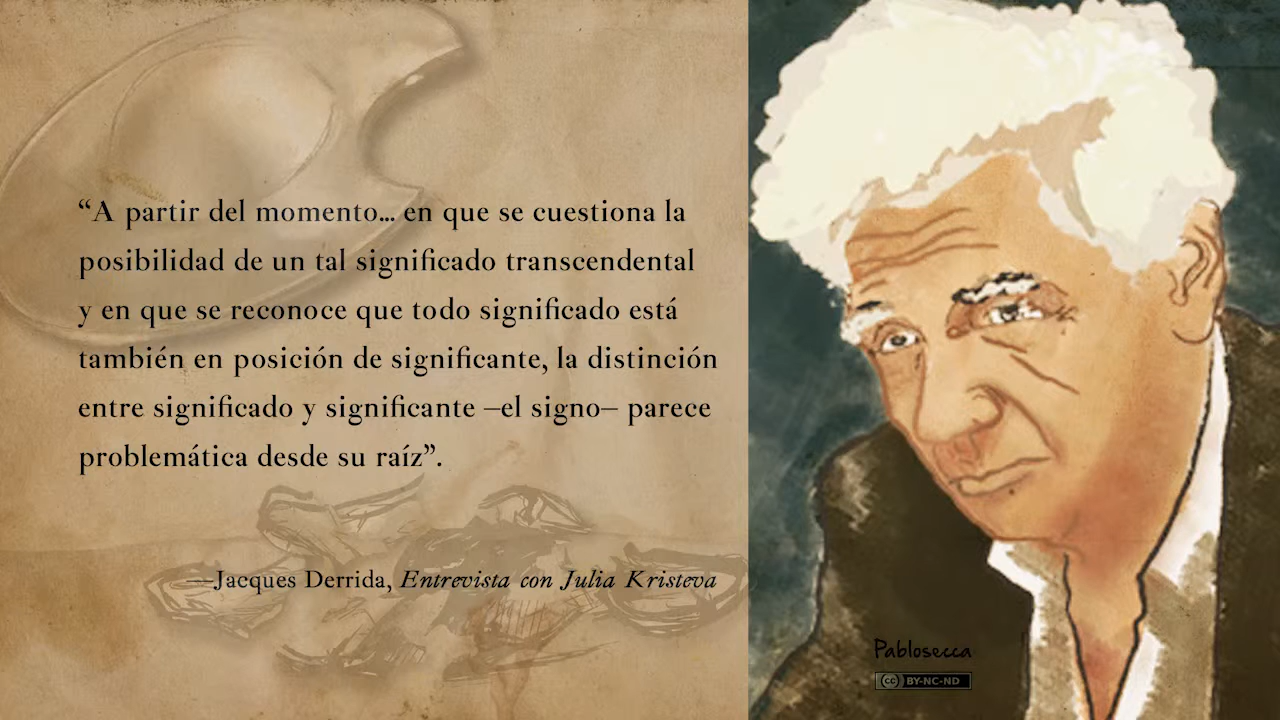 “A partir del momento... en que se cuestiona la
posibilidad de un tal significado transcendental
y en que se reconoce que todo significado está
también en posición de significante, la distinción
entre significado y significante –el signo– parece
problemática desde su raíz”.
—Jacques Derrida, Entrevista con Julia Kristeva
Pablosecca
cc BY-NC-ND